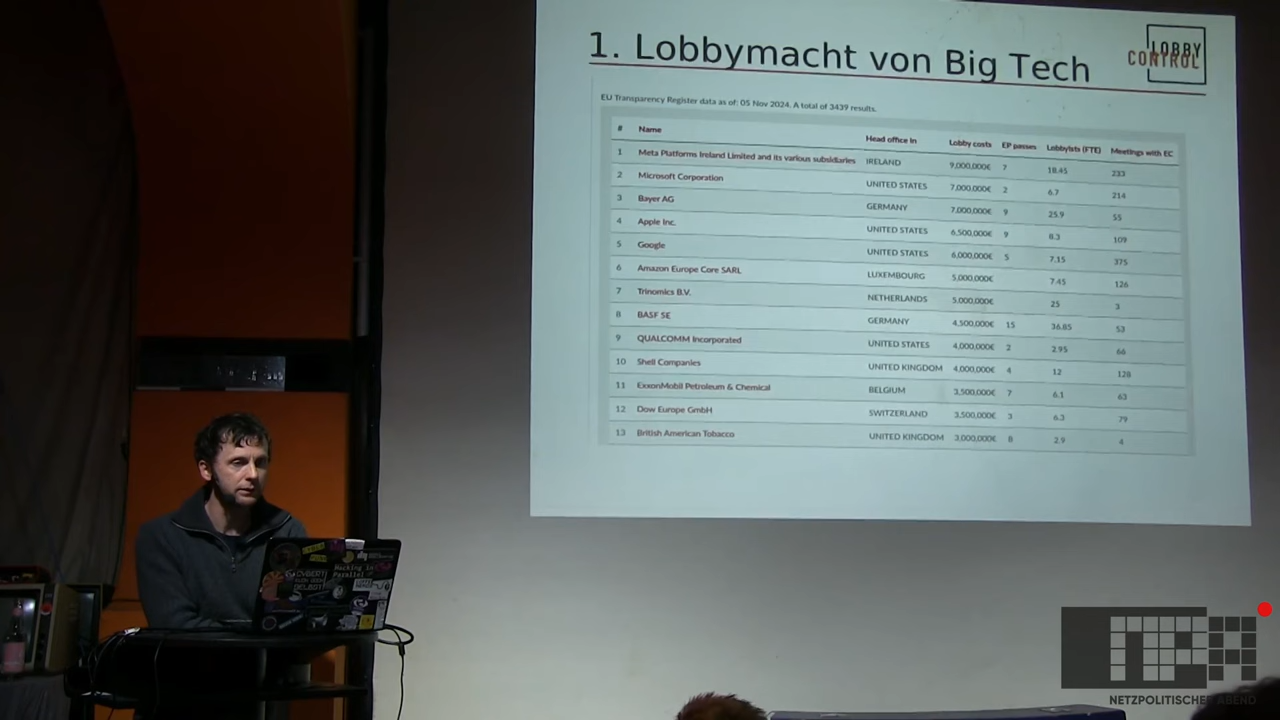 1. Lobbymacht von Big Tech
LOBBY
CONTROL
EU Transparency Register data as of: 05 Nov 2024. A total of 3439 results.
# Name Head office in Lobby costs EP passes Lobbyists (FTE) Meetings with EC
1 Meta Platforms Ireland Limited and its various subsidiaries IRELAND 9,000,000€ 7 18.45 233
2 Microsoft Corporation UNITED STATES 7,000,000€ 2 6.7 214
3 Bayer AG GERMANY 7,000,000€ 9 25.9 55
4 Apple Inc. UNITED STATES 6,500,000€ 9 8.3 109
5 Google UNITED STATES 6,000,000€ 5 7.15 375
6 Amazon Europe Core SARL LUXEMBOURG 5,000,000€ 7.45 126
7 Trinomics B.V. NETHERLANDS 5,000,000€ 25 3
8 BASF SE GERMANY 4,500,000€ 15 36.85 53
9 QUALCOMM Incorporated UNITED STATES 4,000,000€ 2 2.95 66
10 Shell Companies UNITED KINGDOM 4,000,000€ 4 12 128
11 ExxonMobil Petroleum & Chemical BELGIUM 3,500,000€ 7 6.1 63
12 Dow Europe GmbH SWITZERLAND 3,500,000€ 3 6.3 79
13 British American Tobacco UNITED KINGDOM 3,000,000€ 8 2.9 4
Hacking in
Parallel
NETZPOLITISCHER ABEND